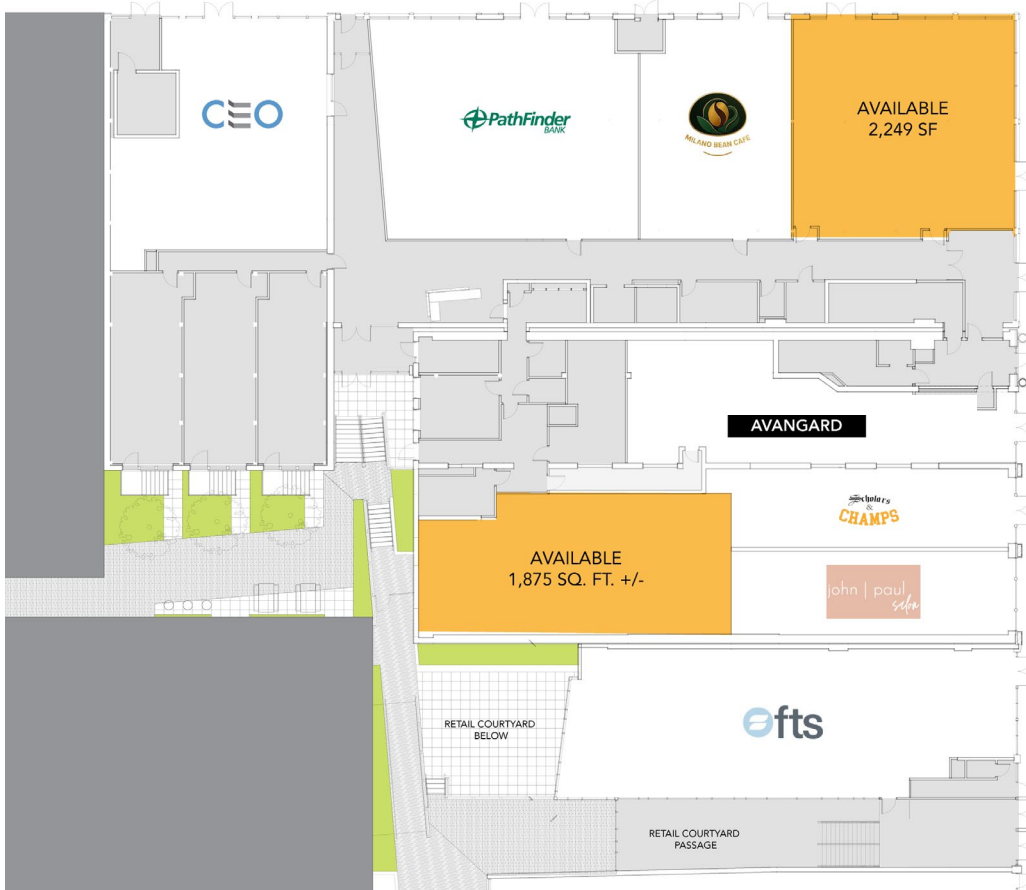 CEO
PathFinder
BANK
MILANO BEAN CAFE
AVAILABLE
2,249 SF
AVANGARD
Scholars
&
CHAMPS
AVAILABLE
1,875 SQ. FT. +/-
john | paul
salon
RETAIL COURTYARD
BELOW
fts
RETAIL COURTYARD
PASSAGE